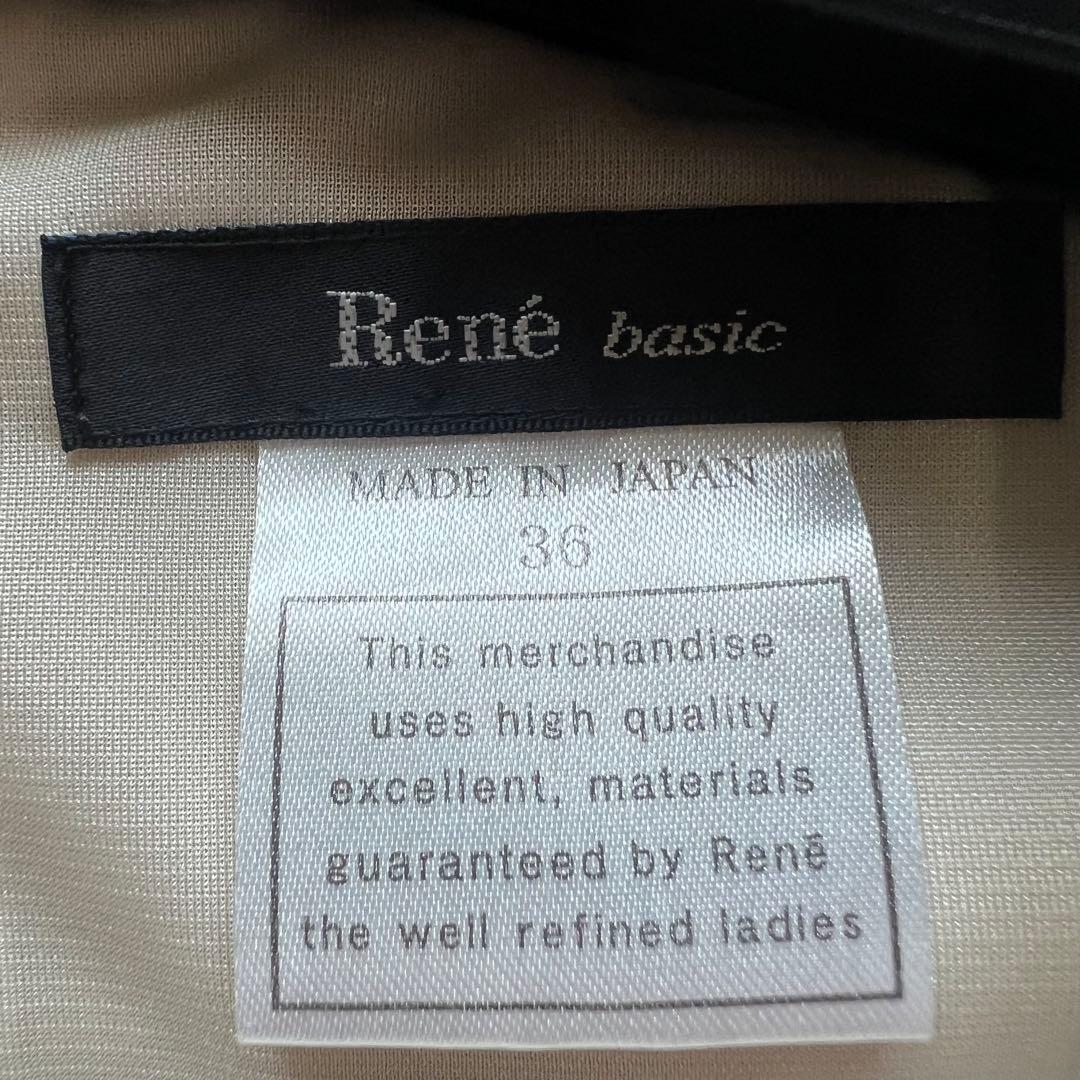 René basic
MADE IN JAPAN
36
This merchandise
uses high quality
excellent, materials
guaranteed by Renē
the well refined ladies